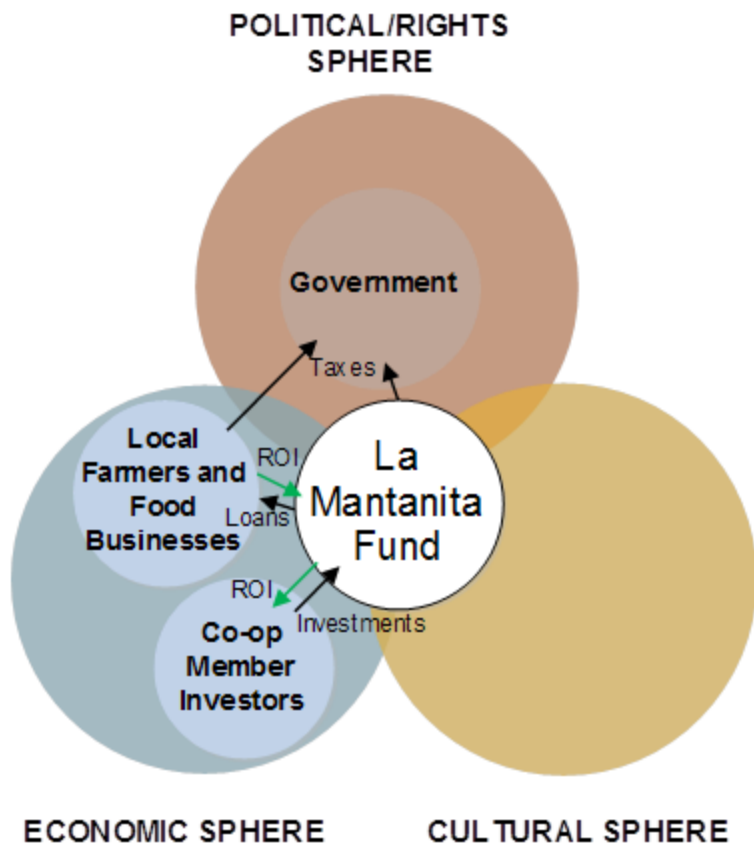 POLITICAL/RIGHTS
SPHERE
Government
Taxes
Local
Farmers and
Food
Businesses
ROI
Loans
La
Mantanita
Fund
ROI
Investments
Co-op
Member
Investors
ECONOMIC SPHERE
CULTURAL SPHERE